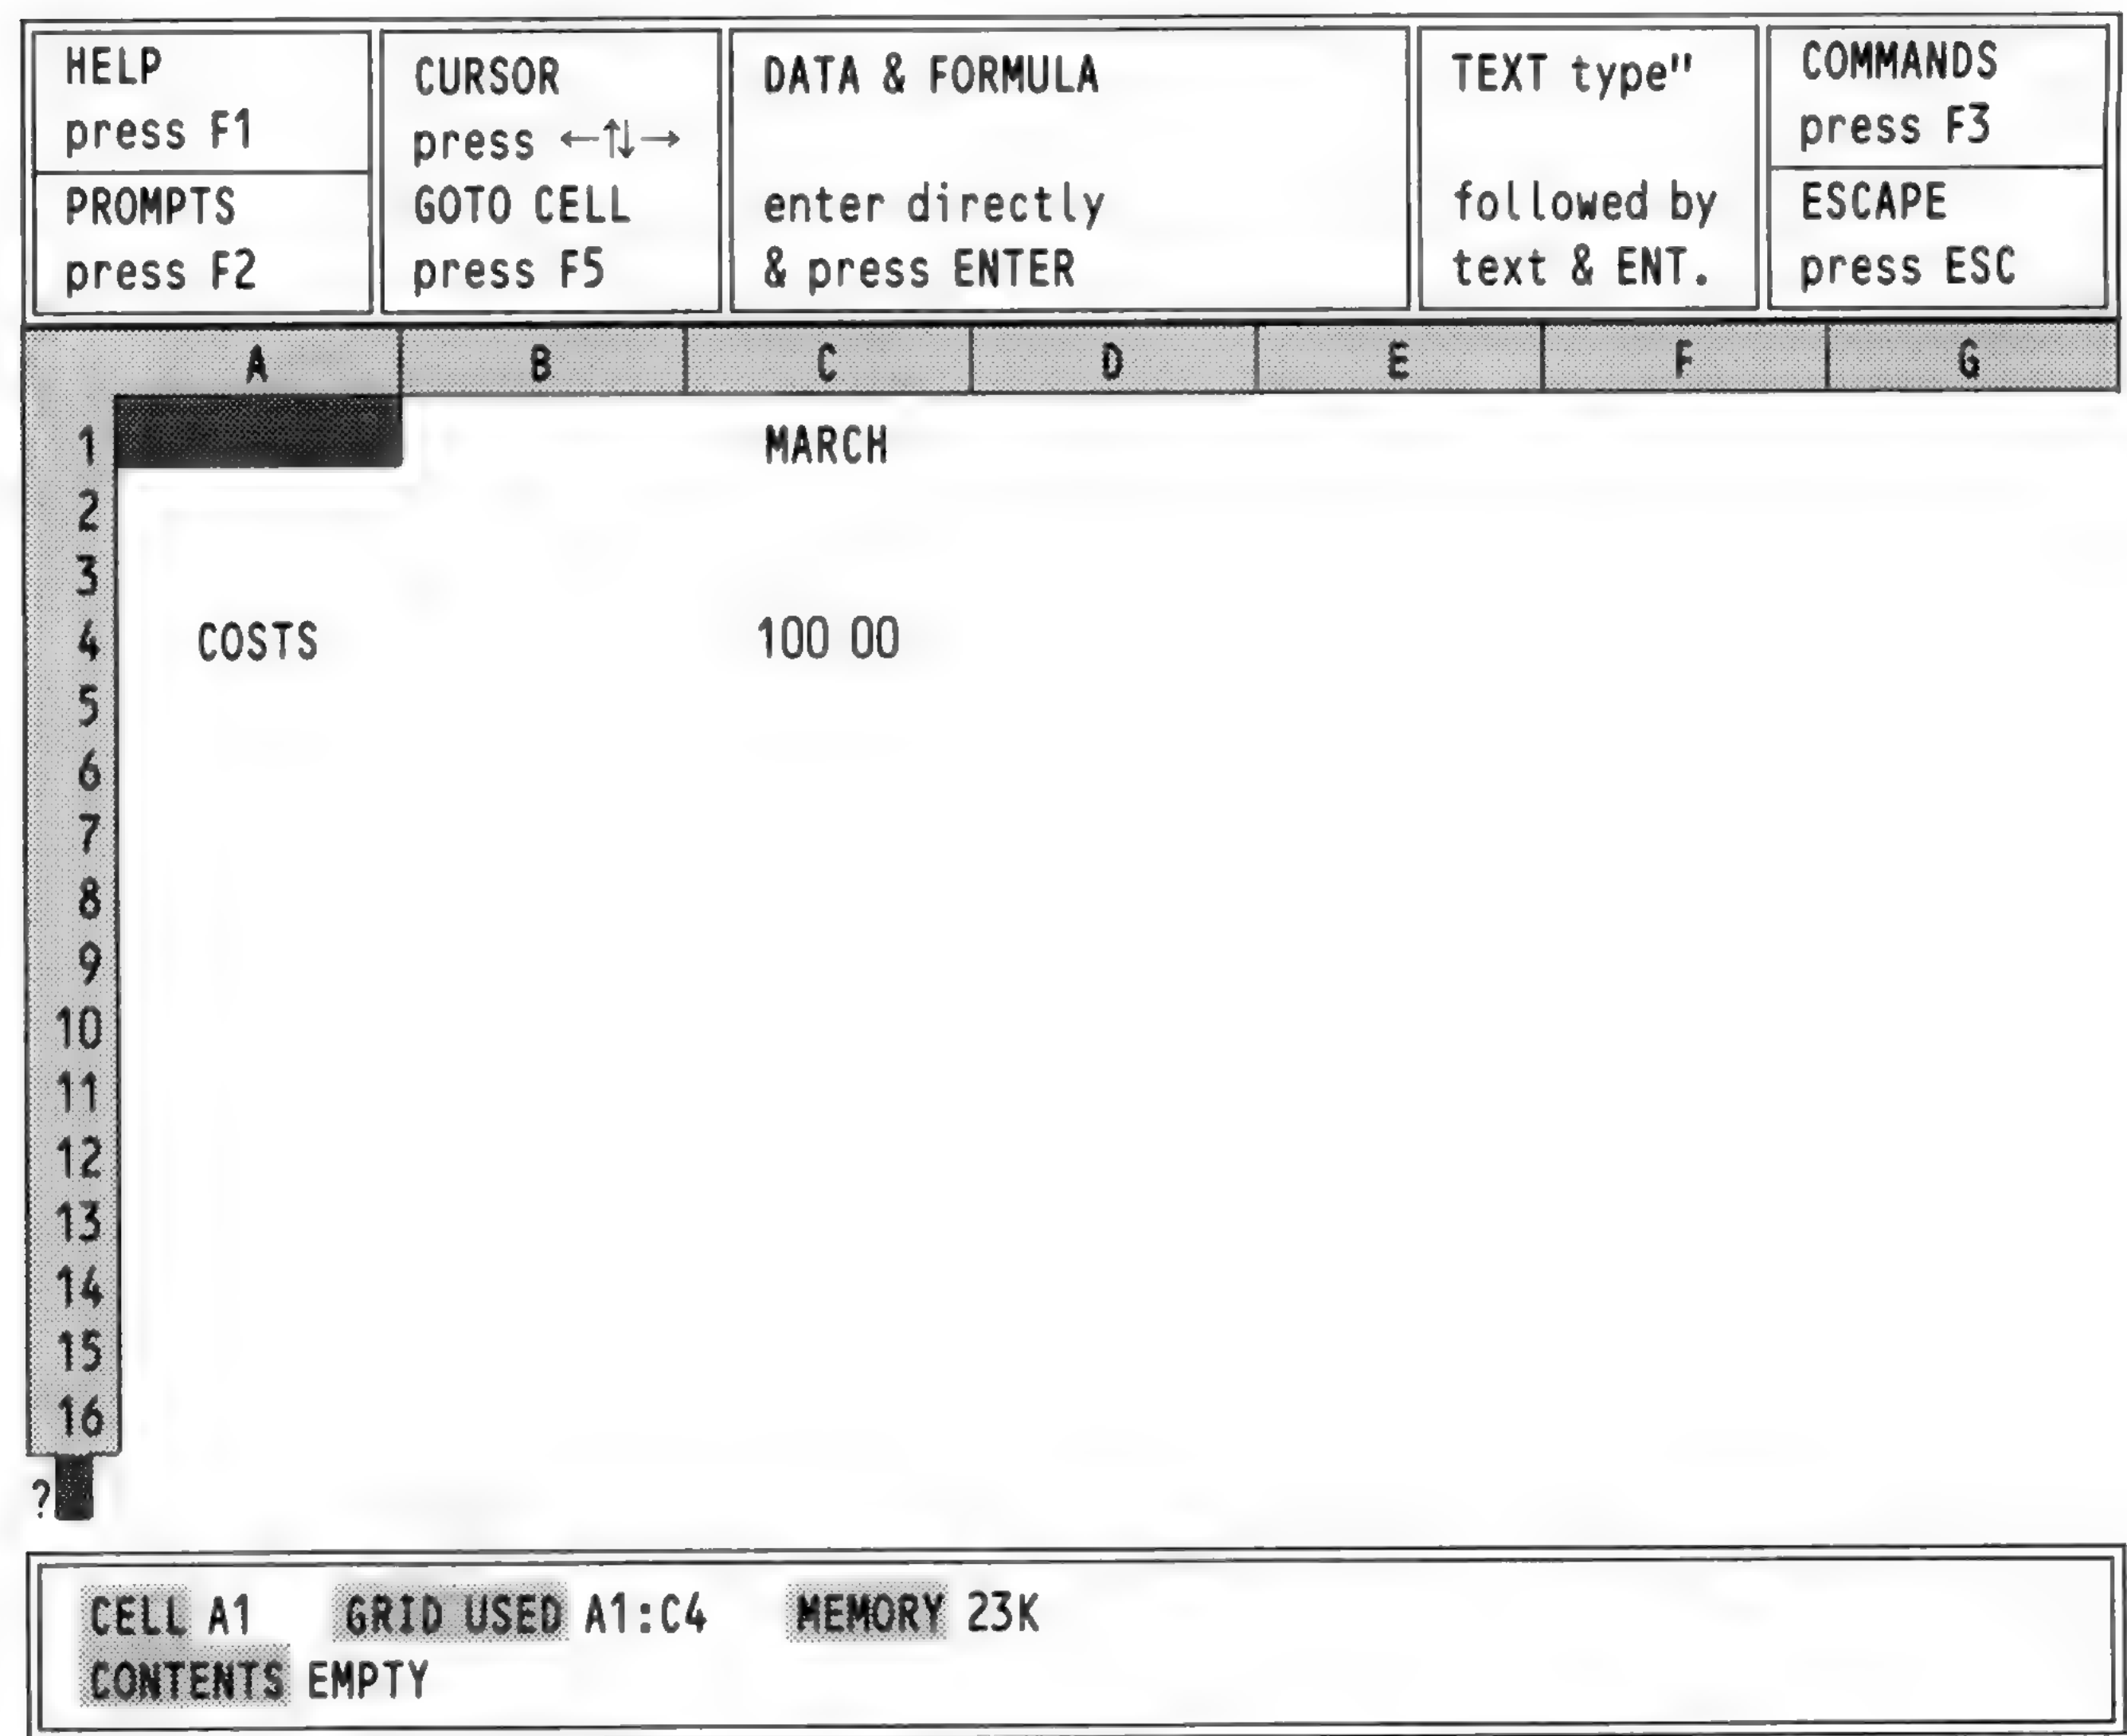 HELP
press F1
PROMPTS
press F2
CURSOR
press ←↑↓→
GOTO CELL
press F5
DATA & FORMULA
enter directly
& press ENTER
TEXT type"
followed by
text & ENT.
COMMANDS
press F3
ESCAPE
press ESC
A B C D E F G
1 MARCH
2
3
4 COSTS 100 00
5
6
7
8
9
10
11
12
13
14
15
16
?
CELL A1 GRID USED A1:C4 MEMORY 23K
CONTENTS EMPTY